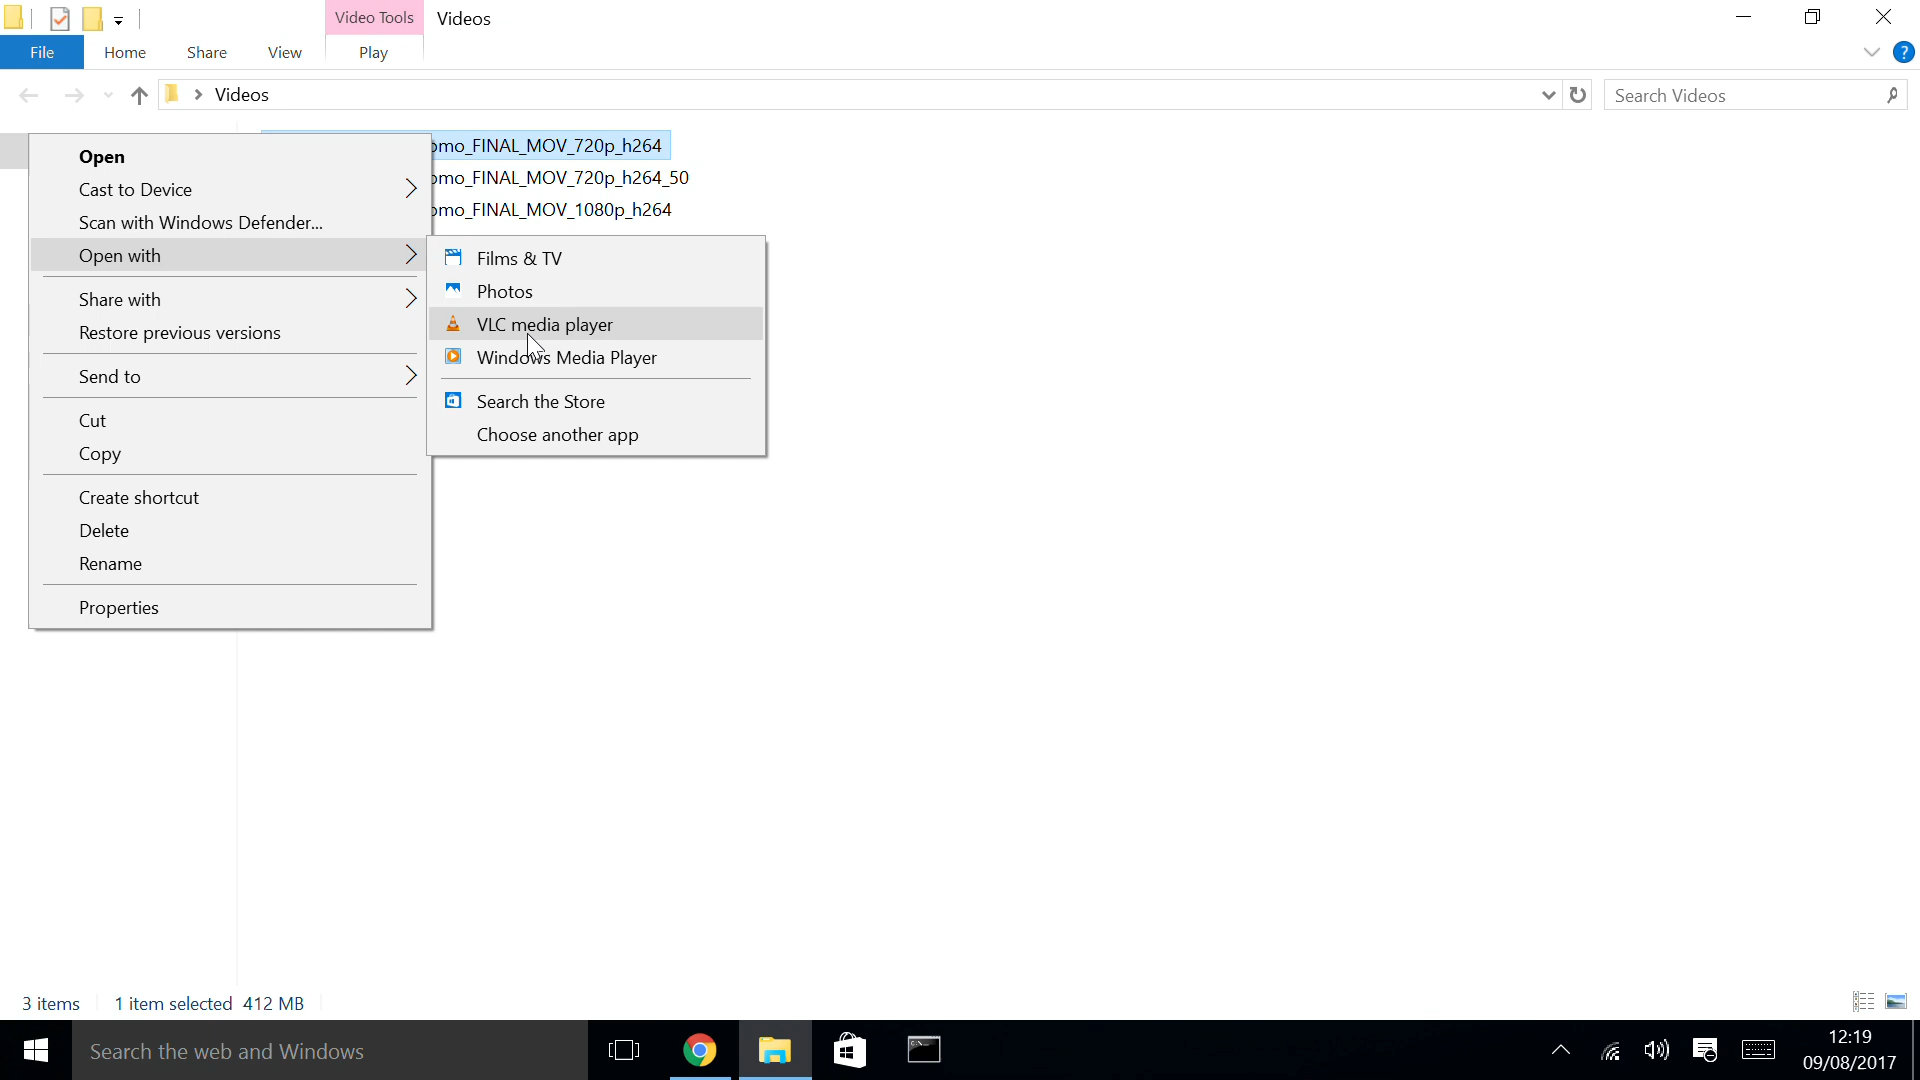 Video Tools Videos
File Home Share View Play
Videos
Search Videos
Open
Cast to Device
Scan with Windows Defender...
Open with
Share with
Restore previous versions
Send to
Cut
Copy
Create shortcut
Delete
Rename
Properties
omo_FINAL_MOV_720p_h264
omo_FINAL_MOV_720p_h264_50
omo_FINAL_MOV_1080p_h264
Films & TV
Photos
VLC media player
Windows Media Player
Search the Store
Choose another app
3 items 1 item selected 412 MB
Search the web and Windows
12:19
09/08/2017